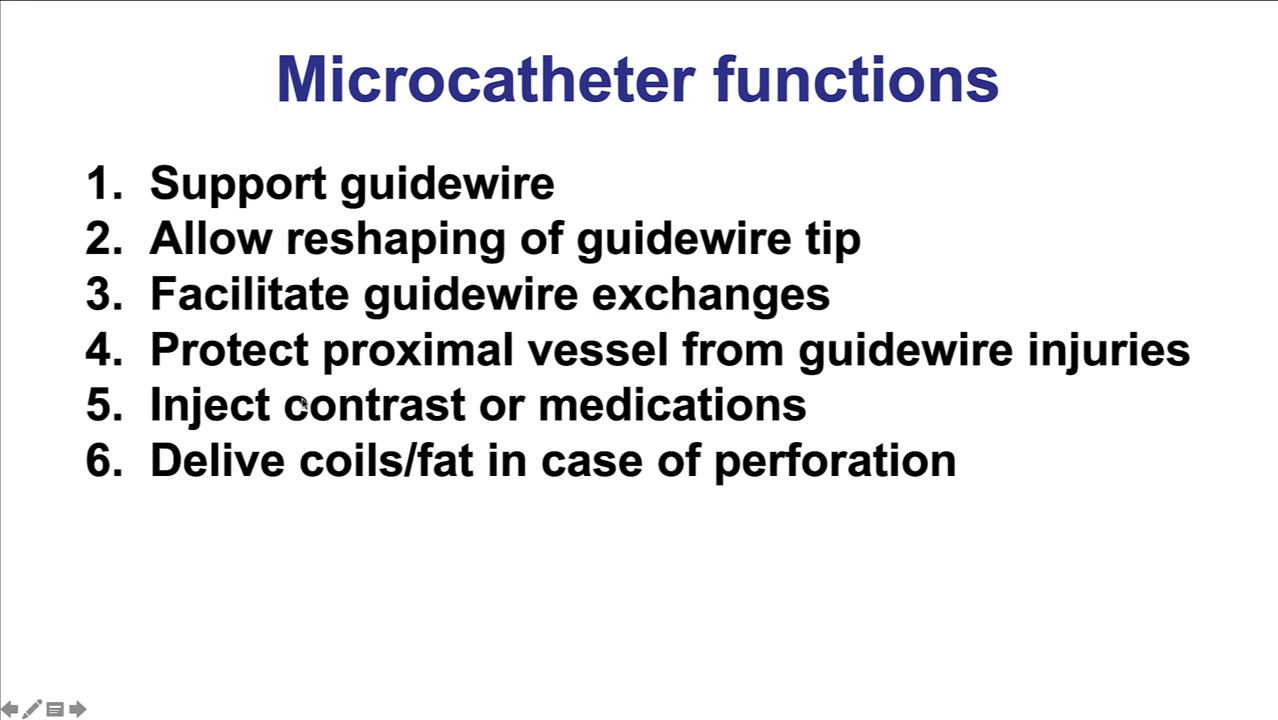 Microcatheter functions
1. Support guidewire
2. Allow reshaping of guidewire tip
3. Facilitate guidewire exchanges
4. Protect proximal vessel from guidewire injuries
5. Inject contrast or medications
6. Delive coils/fat in case of perforation